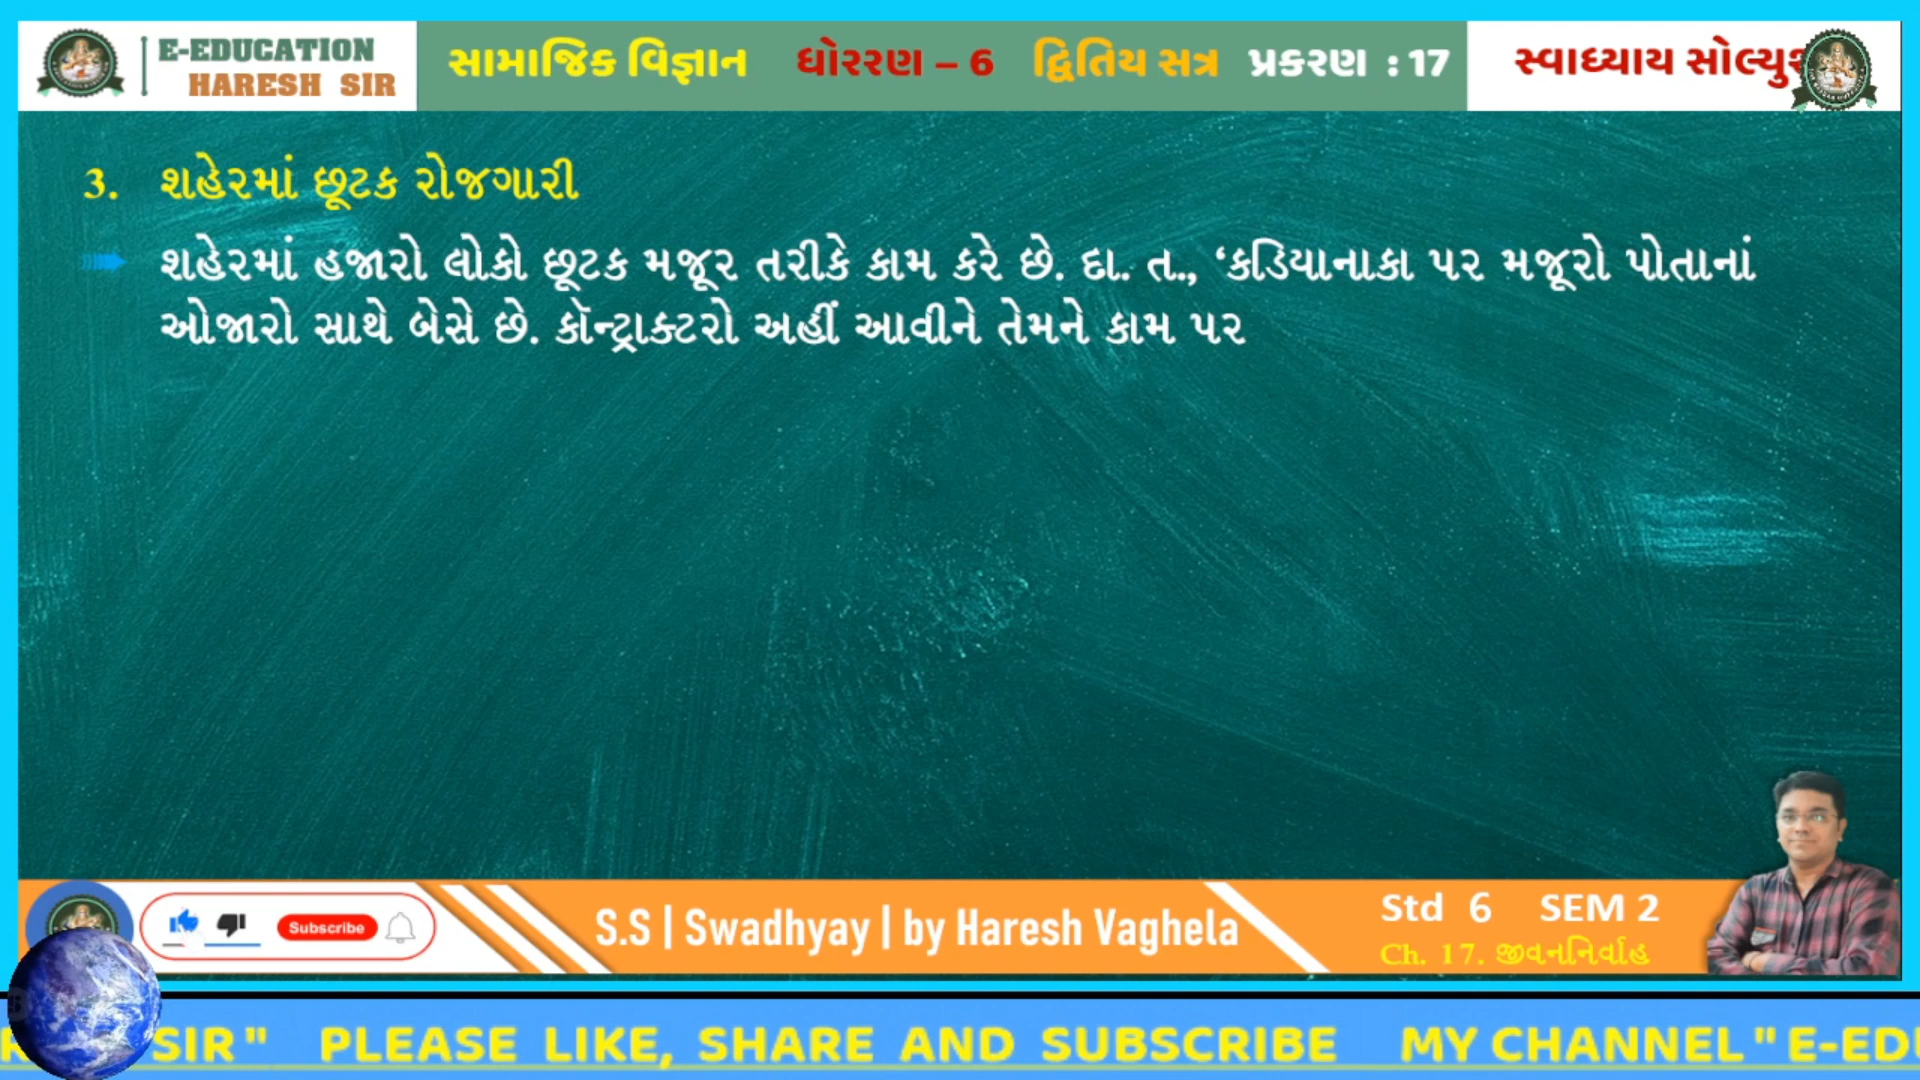 E-EDUCATION
HARESH SIR
સામાજિક વિજ્ઞાન ધોરરણ – 6 દ્વિતિય સત્ર પ્રકરણ : 17
સ્વાધ્યાય
3. શહેરમાં છૂટક રોજગારી
શહેરમાં હજારો લોકો છૂટક મજૂર તરીકે કામ કરે છે. દા. ત., ‘કડિયાનાકા પર મજૂરો પોતાનાં
ઓજારો સાથે બેસે છે. કૉન્ટ્રાક્ટરો અહીં આવીને તેમને કામ પર
Subscribe
S.S | Swadhyay | by Haresh Vaghela
Std 6 SEM 2
Ch. 17. જીવનનિર્વાહ
SIR " PLEASE LIKE, SHARE AND SUBSCRIBE MY CHANNEL "